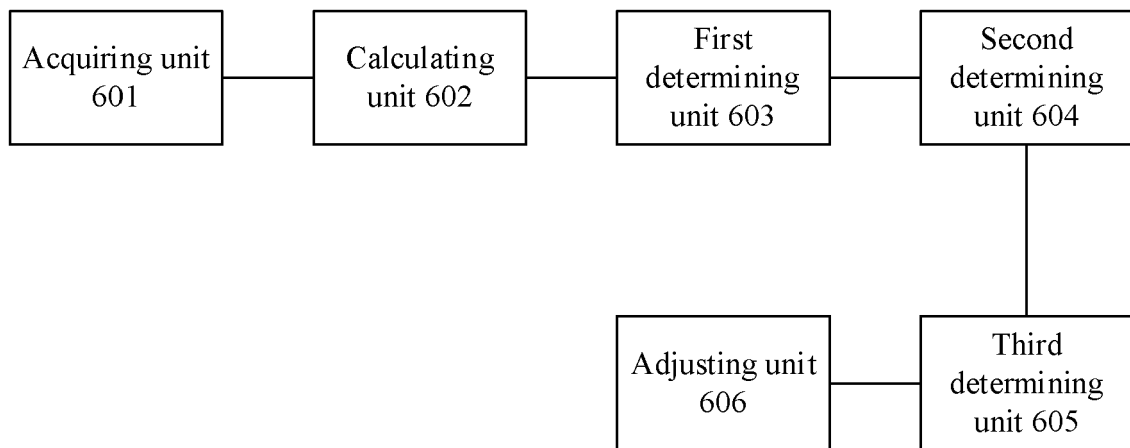 Acquiring unit
601
Calculating
unit 602
First
determining
unit 603
Second
determining
unit 604
Adjusting unit
606
Third
determining
unit 605